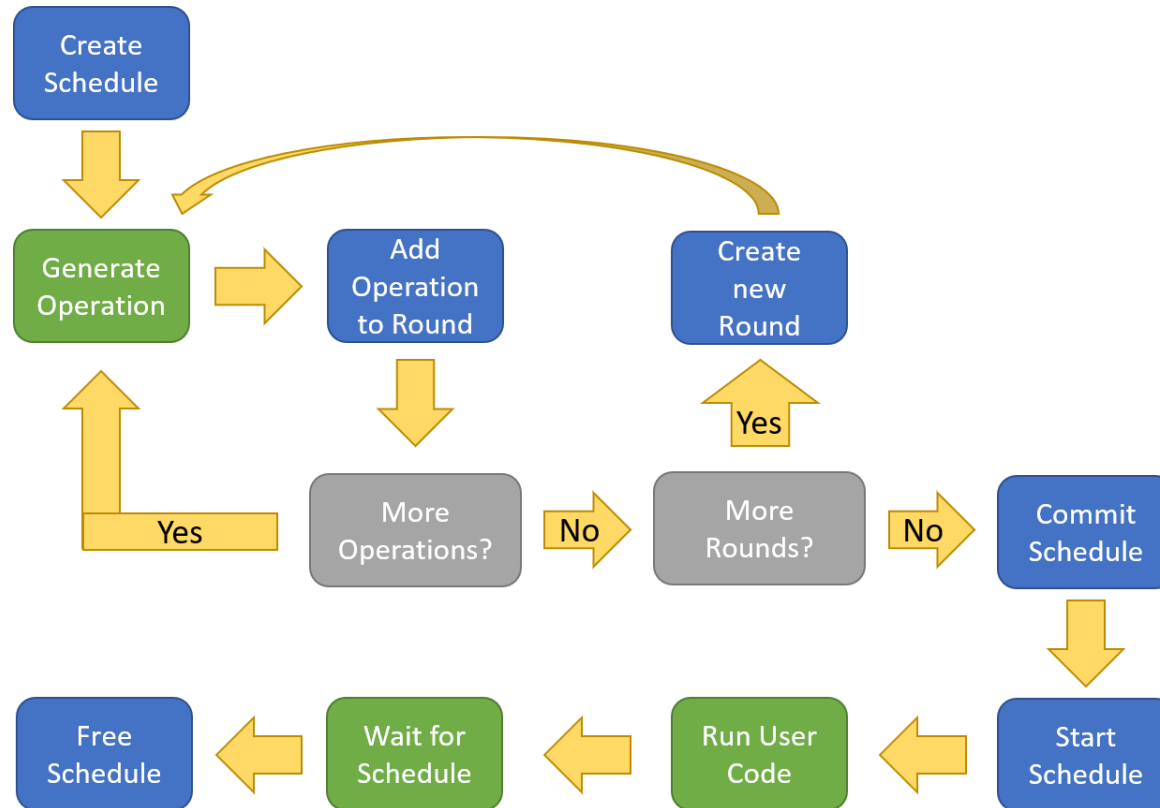 Create
Schedule
Generate
Operation
Add
Operation
to Round
Create
new
Round
Yes
More
Operations?
Yes
No
More
Rounds?
No
Commit
Schedule
Free
Schedule
Wait for
Schedule
Run User
Code
Start
Schedule